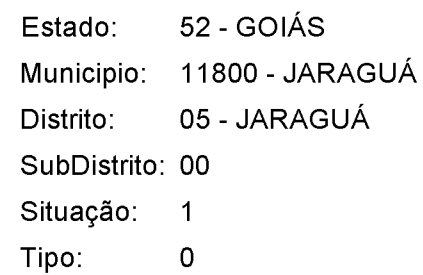 Estado: 52 - GOIÁS
Municipio: 11800 - JARAGUÁ
Distrito: 05 - JARAGUÁ
SubDistrito: 00
Situação: 1
Tipo: 0